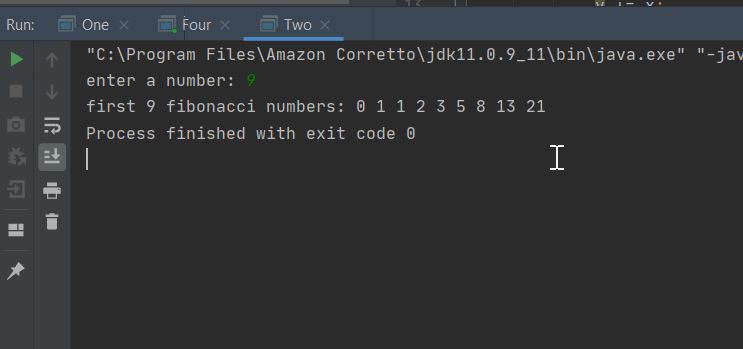 Run: One Four Two
"C:\Program Files\Amazon Corretto\jdk11.0.9_11\bin\java.exe" "-jav
enter a number: 9
first 9 fibonacci numbers: 0 1 1 2 3 5 8 13 21
Process finished with exit code 0